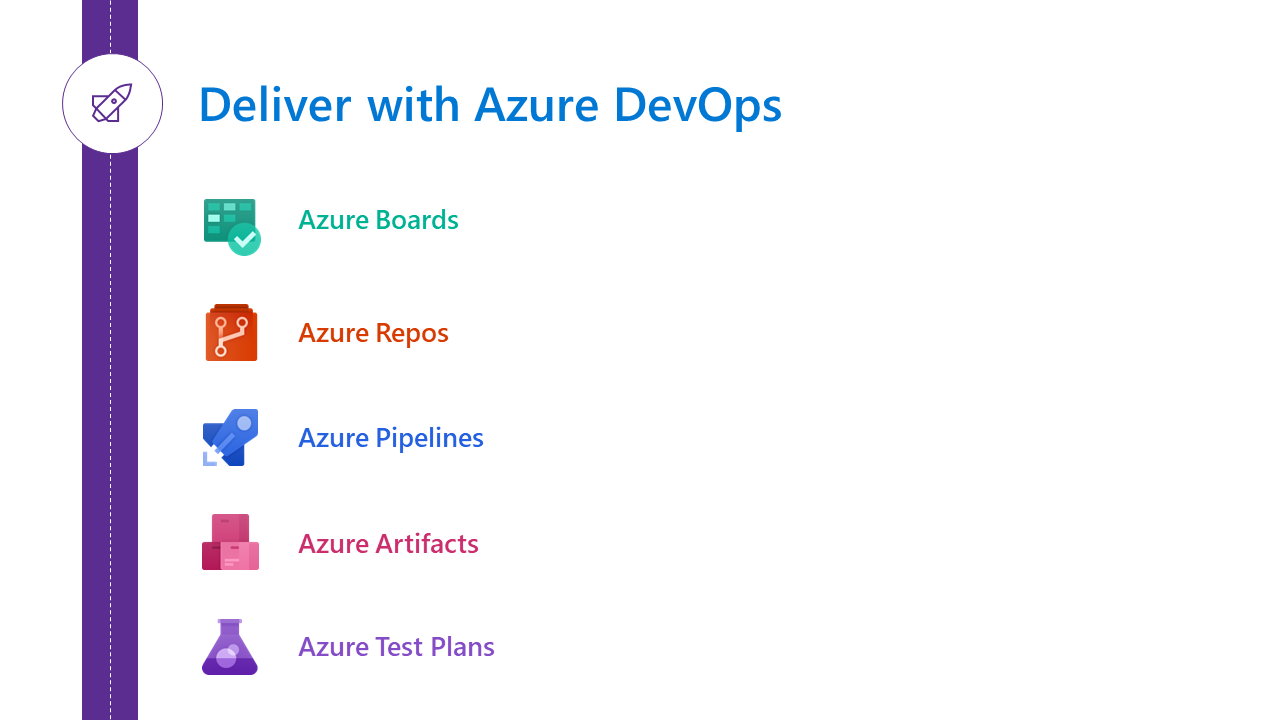 Deliver with Azure DevOps
Azure Boards
Azure Repos
Azure Pipelines
Azure Artifacts
Azure Test Plans